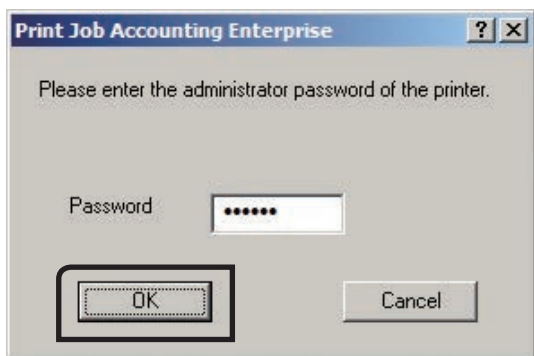 Print Job Accounting Enterprise
Please enter the administrator password of the printer.
Password ••••••
OK Cancel